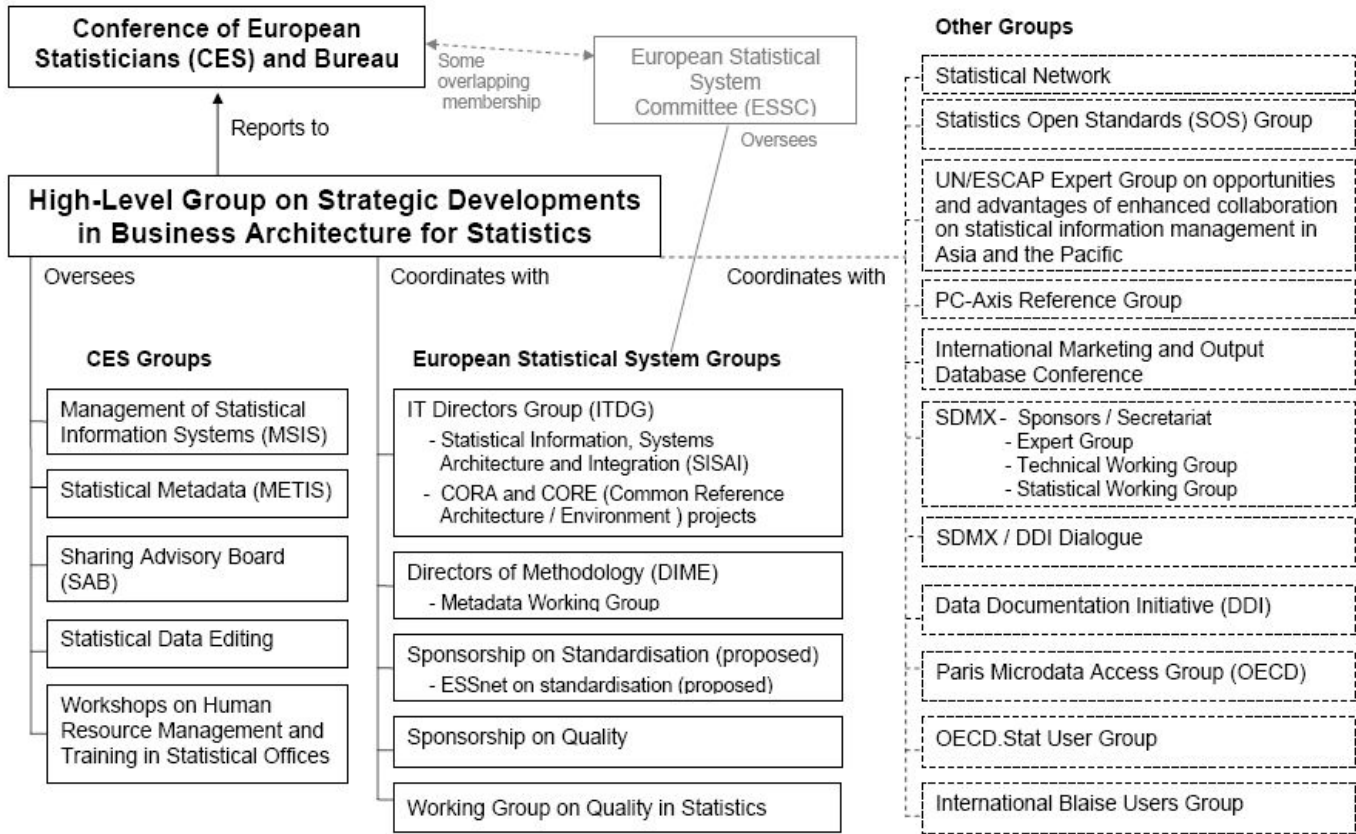 Conference of European
Statisticians (CES) and Bureau
Some
overlapping
membership
European Statistical
System
Committee (ESSC)
Reports to
Oversees
High-Level Group on Strategic Developments
in Business Architecture for Statistics
Oversees
Coordinates with
Coordinates with
CES Groups
Management of Statistical
Information Systems (MSIS)
Statistical Metadata (METIS)
Sharing Advisory Board
(SAB)
Statistical Data Editing
Workshops on Human
Resource Management and
Training in Statistical Offices
European Statistical System Groups
IT Directors Group (ITDG)
- Statistical Information, Systems
Architecture and Integration (SISAI)
- CORA and CORE (Common Reference
Architecture / Environment ) projects
Directors of Methodology (DIME)
- Metadata Working Group
Sponsorship on Standardisation (proposed)
- ESSnet on standardisation (proposed)
Sponsorship on Quality
Working Group on Quality in Statistics
Other Groups
Statistical Network
Statistics Open Standards (SOS) Group
UN/ESCAP Expert Group on opportunities
and advantages of enhanced collaboration
on statistical information management in
Asia and the Pacific
PC-Axis Reference Group
International Marketing and Output
Database Conference
SDMX - Sponsors / Secretariat
- Expert Group
- Technical Working Group
- Statistical Working Group
SDMX / DDI Dialogue
Data Documentation Initiative (DDI)
Paris Microdata Access Group (OECD)
OECD.Stat User Group
International Blaise Users Group